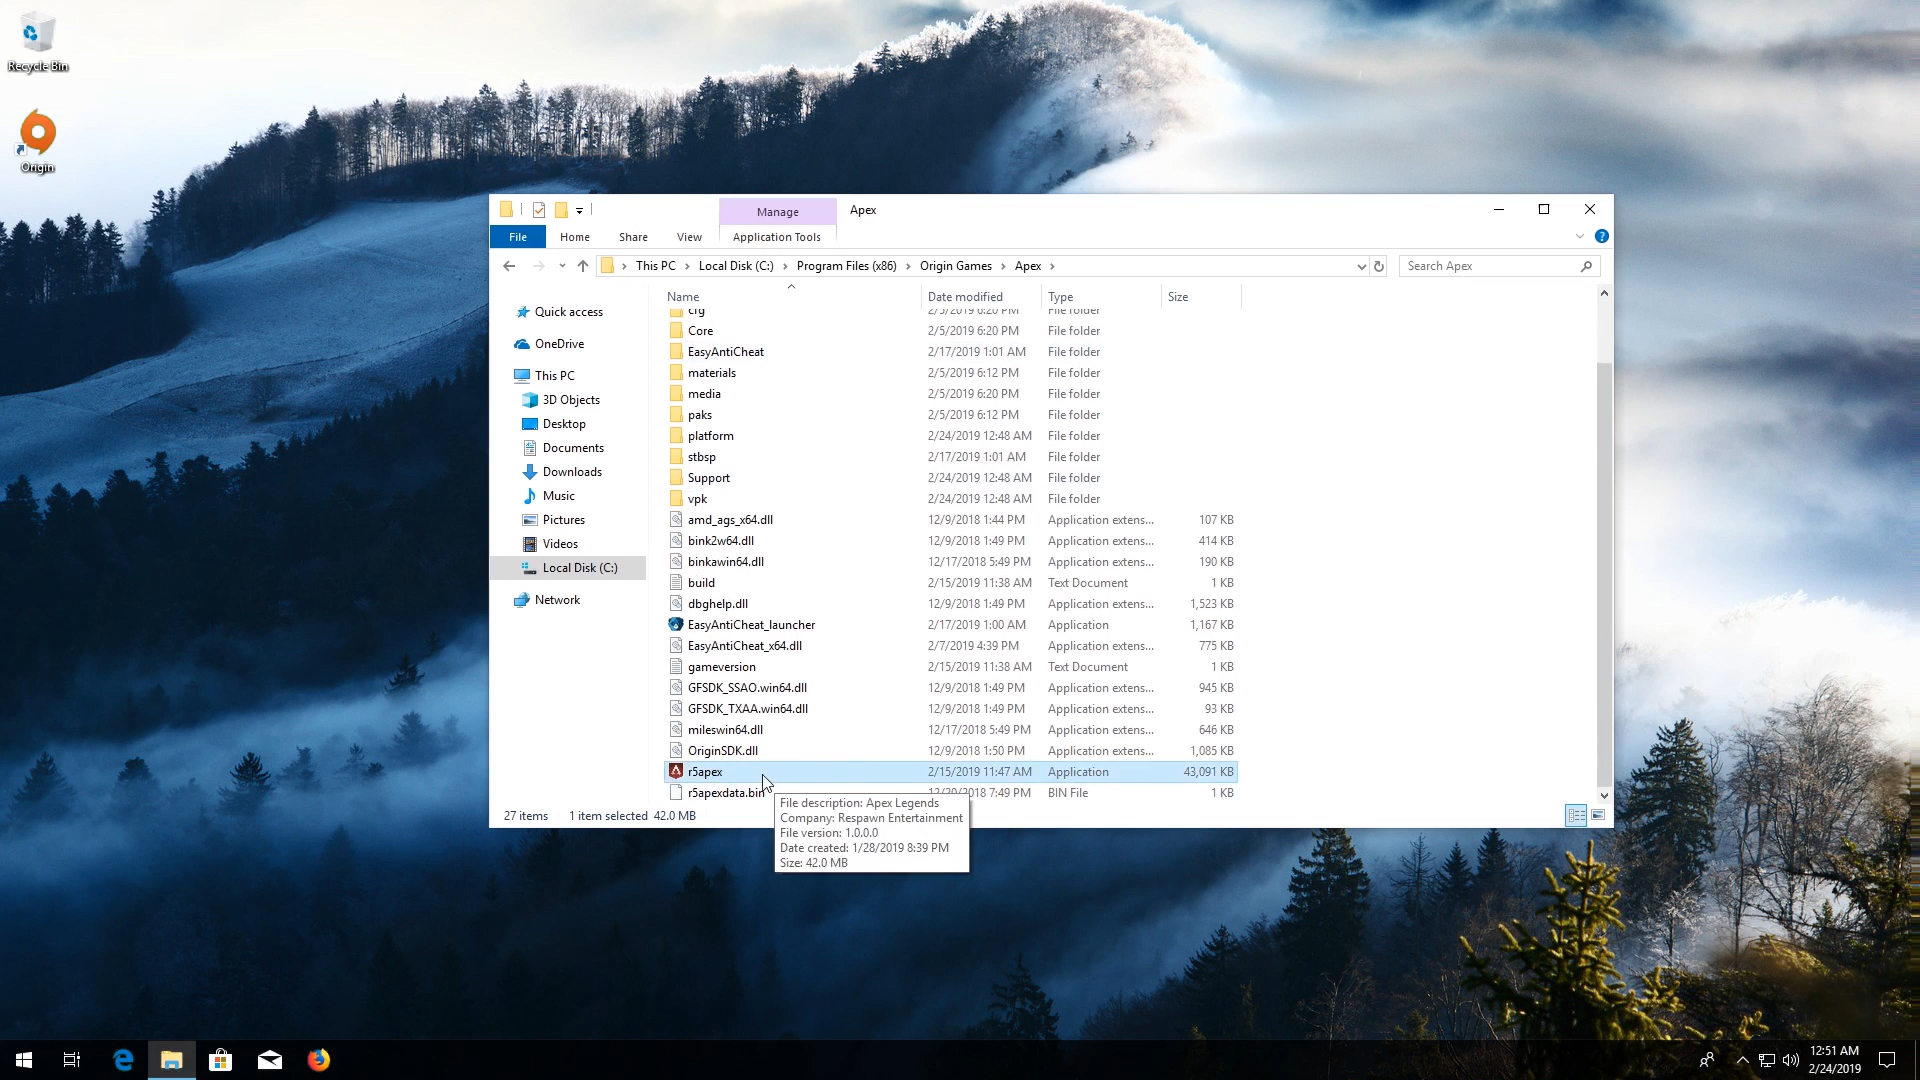 Recycle Bin
Origin
Manage
Apex
File
Home
Share
View
Application Tools
This PC
Local Disk (C:)
Program Files (x86)
Origin Games
Apex
Search Apex
Quick access
OneDrive
This PC
3D Objects
Desktop
Documents
Downloads
Music
Pictures
Videos
Local Disk (C:)
Network
Name Date modified Type Size
cfg 2/5/2019 6:20 PM File folder
Core 2/5/2019 6:20 PM File folder
EasyAntiCheat 2/17/2019 1:01 AM File folder
materials 2/5/2019 6:12 PM File folder
media 2/5/2019 6:20 PM File folder
paks 2/5/2019 6:12 PM File folder
platform 2/24/2019 12:48 AM File folder
stbsp 2/17/2019 1:01 AM File folder
Support 2/24/2019 12:48 AM File folder
vpk 2/24/2019 12:48 AM File folder
amd_ags_x64.dll 12/9/2018 1:44 PM Application extens... 107 KB
bink2w64.dll 12/9/2018 1:49 PM Application extens... 414 KB
binkawin64.dll 12/17/2018 5:49 PM Application extens... 190 KB
build 2/15/2019 11:38 AM Text Document 1 KB
dbghelp.dll 12/9/2018 1:49 PM Application extens... 1,523 KB
EasyAntiCheat_launcher 2/17/2019 1:00 AM Application 1,167 KB
EasyAntiCheat_x64.dll 2/7/2019 4:39 PM Application extens... 775 KB
gameversion 2/15/2019 11:38 AM Text Document 1 KB
GFSDK_SSAO.win64.dll 12/9/2018 1:49 PM Application extens... 945 KB
GFSDK_TXAA.win64.dll 12/9/2018 1:49 PM Application extens... 93 KB
mileswin64.dll 12/17/2018 5:49 PM Application extens... 646 KB
OriginSDK.dll 12/9/2018 1:50 PM Application extens... 1,085 KB
r5apex 2/15/2019 11:47 AM Application 43,091 KB
r5apexdata.bin 7:49 PM BIN File 1 KB
File description: Apex Legends
Company: Respawn Entertainment
File version: 1.0.0.0
Date created: 1/28/2019 8:39 PM
Size: 42.0 MB
27 items 1 item selected 42.0 MB
12:51 AM
2/24/2019